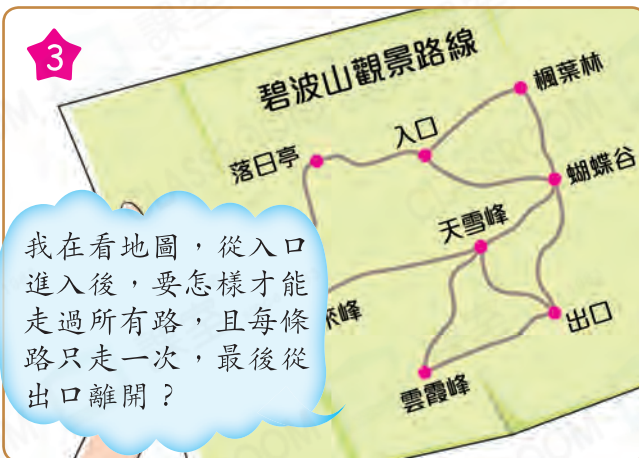 3
碧波山觀景路線
楓葉林
入口
落日亭
蝴蝶谷
天雪峰
我在看地圖，從入口
進入後，要怎樣才能
走過所有路，且每條
路只走一次，最後從
出口離開？
峰
出口
雲霞峰